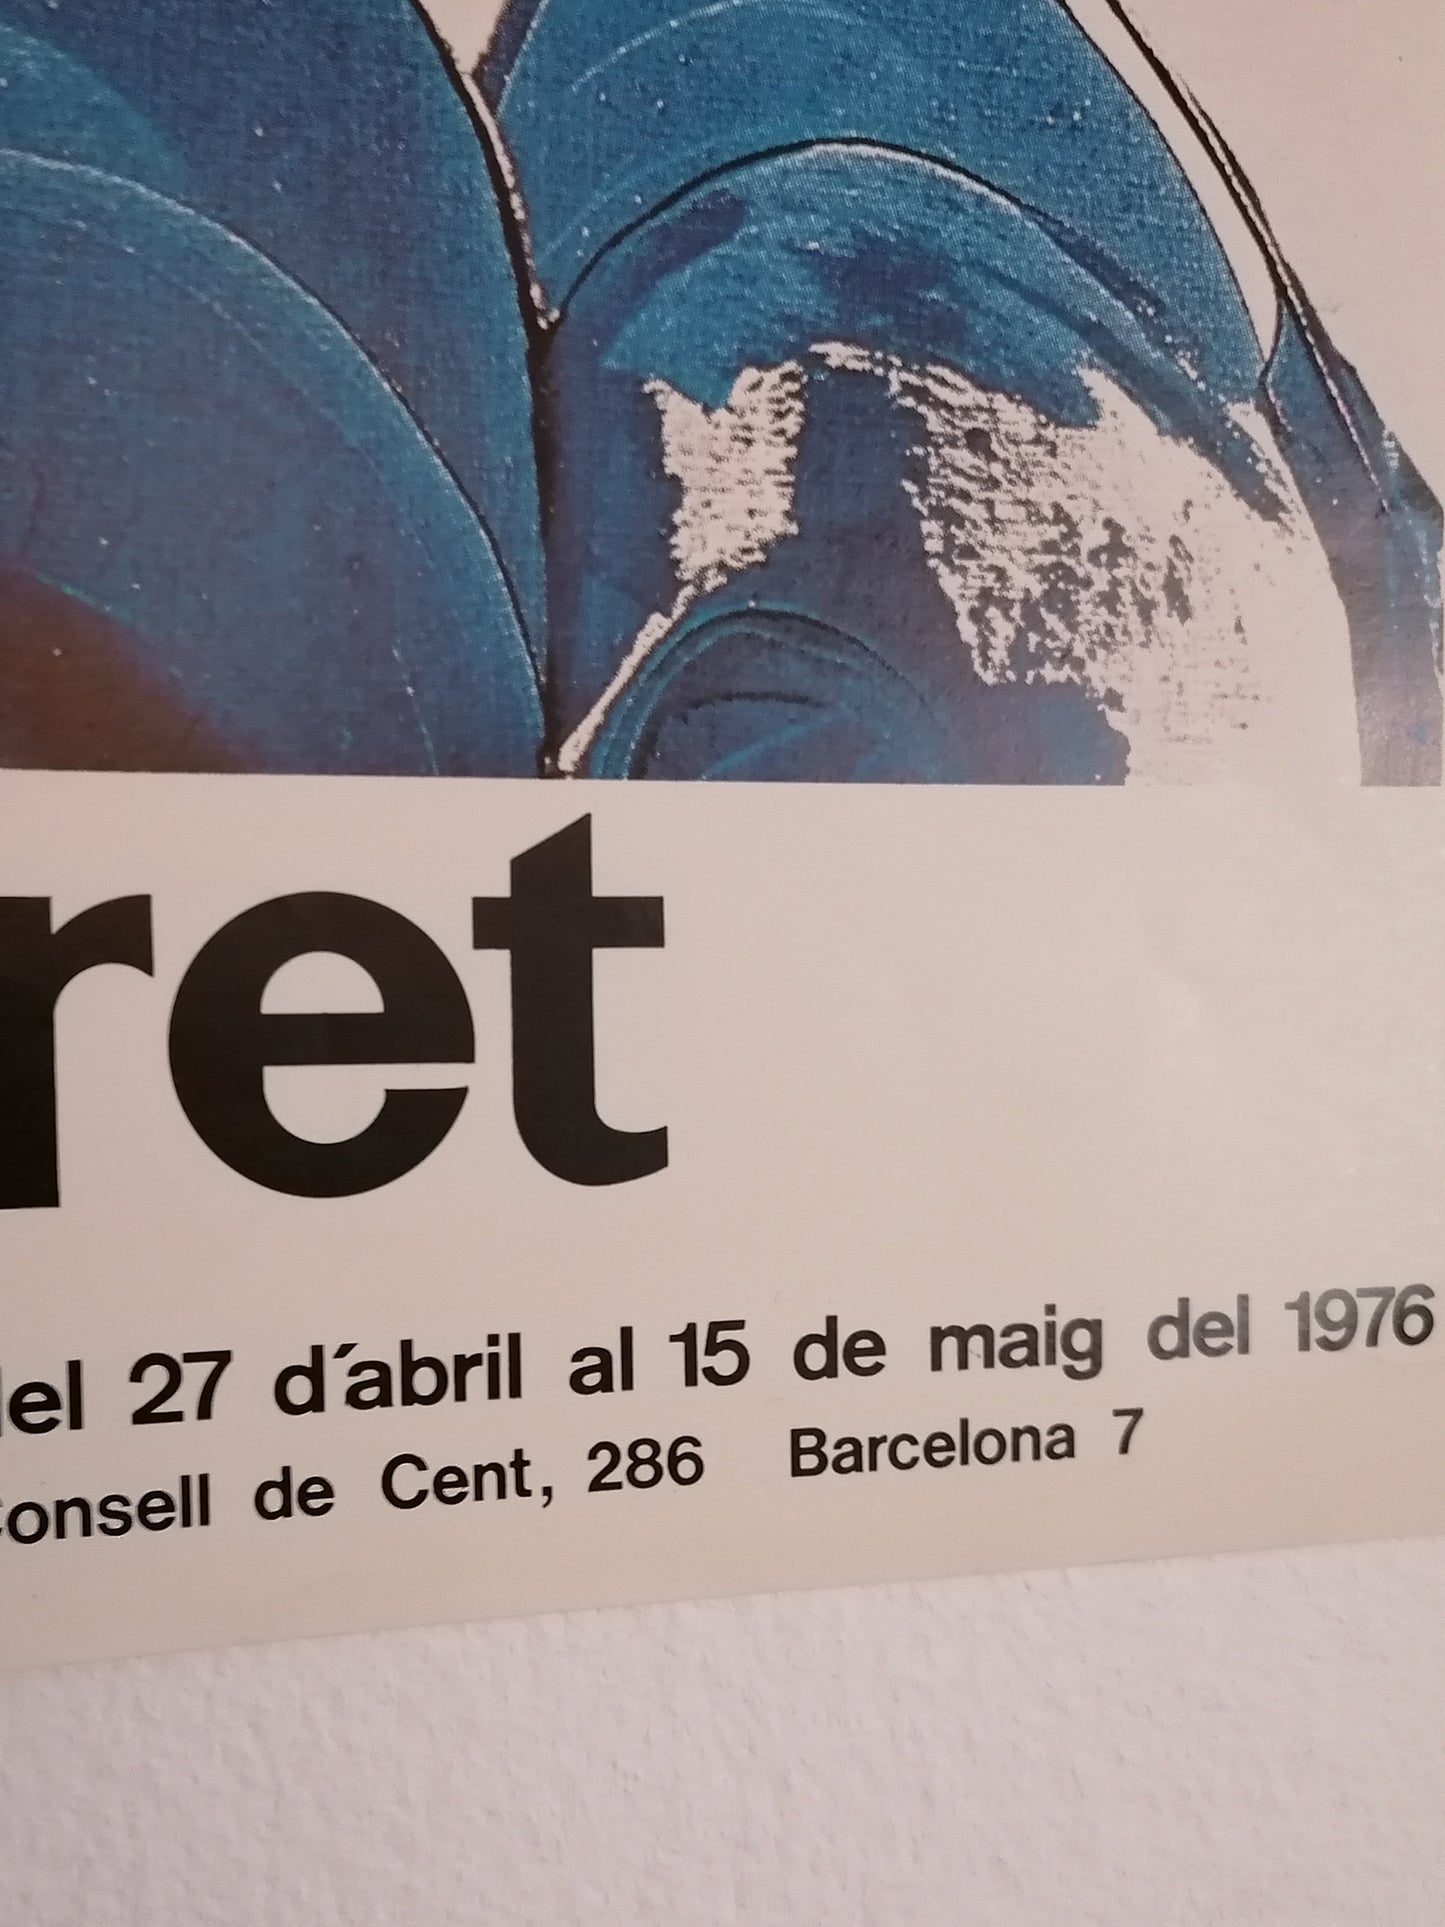 ret
del 27 d´abril al 15 de maig del 1976
Consell de Cent, 286 Barcelona 7